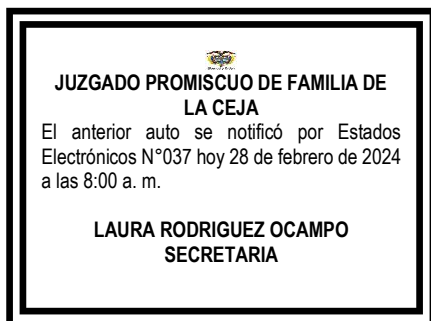 JUZGADO PROMISCUO DE FAMILIA DE
LA CEJA
El anterior auto se notificó por Estados
Electrónicos N°037 hoy 28 de febrero de 2024
a las 8:00 a. m.
LAURA RODRIGUEZ OCAMPO
SECRETARIA